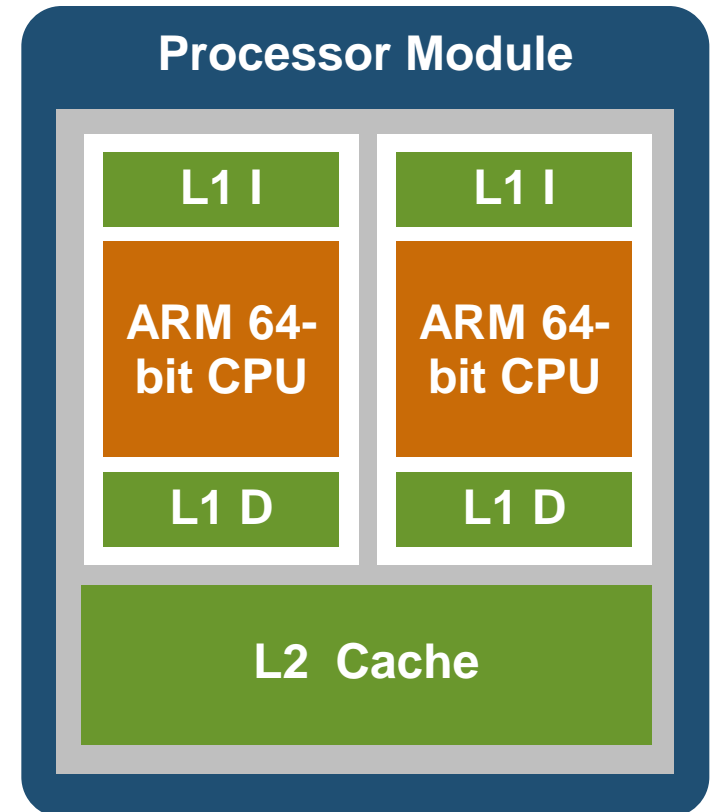 Processor Module
L1 I
ARM 64-
bit CPU
L1 D
L1 I
ARM 64-
bit CPU
L1 D
L2 Cache